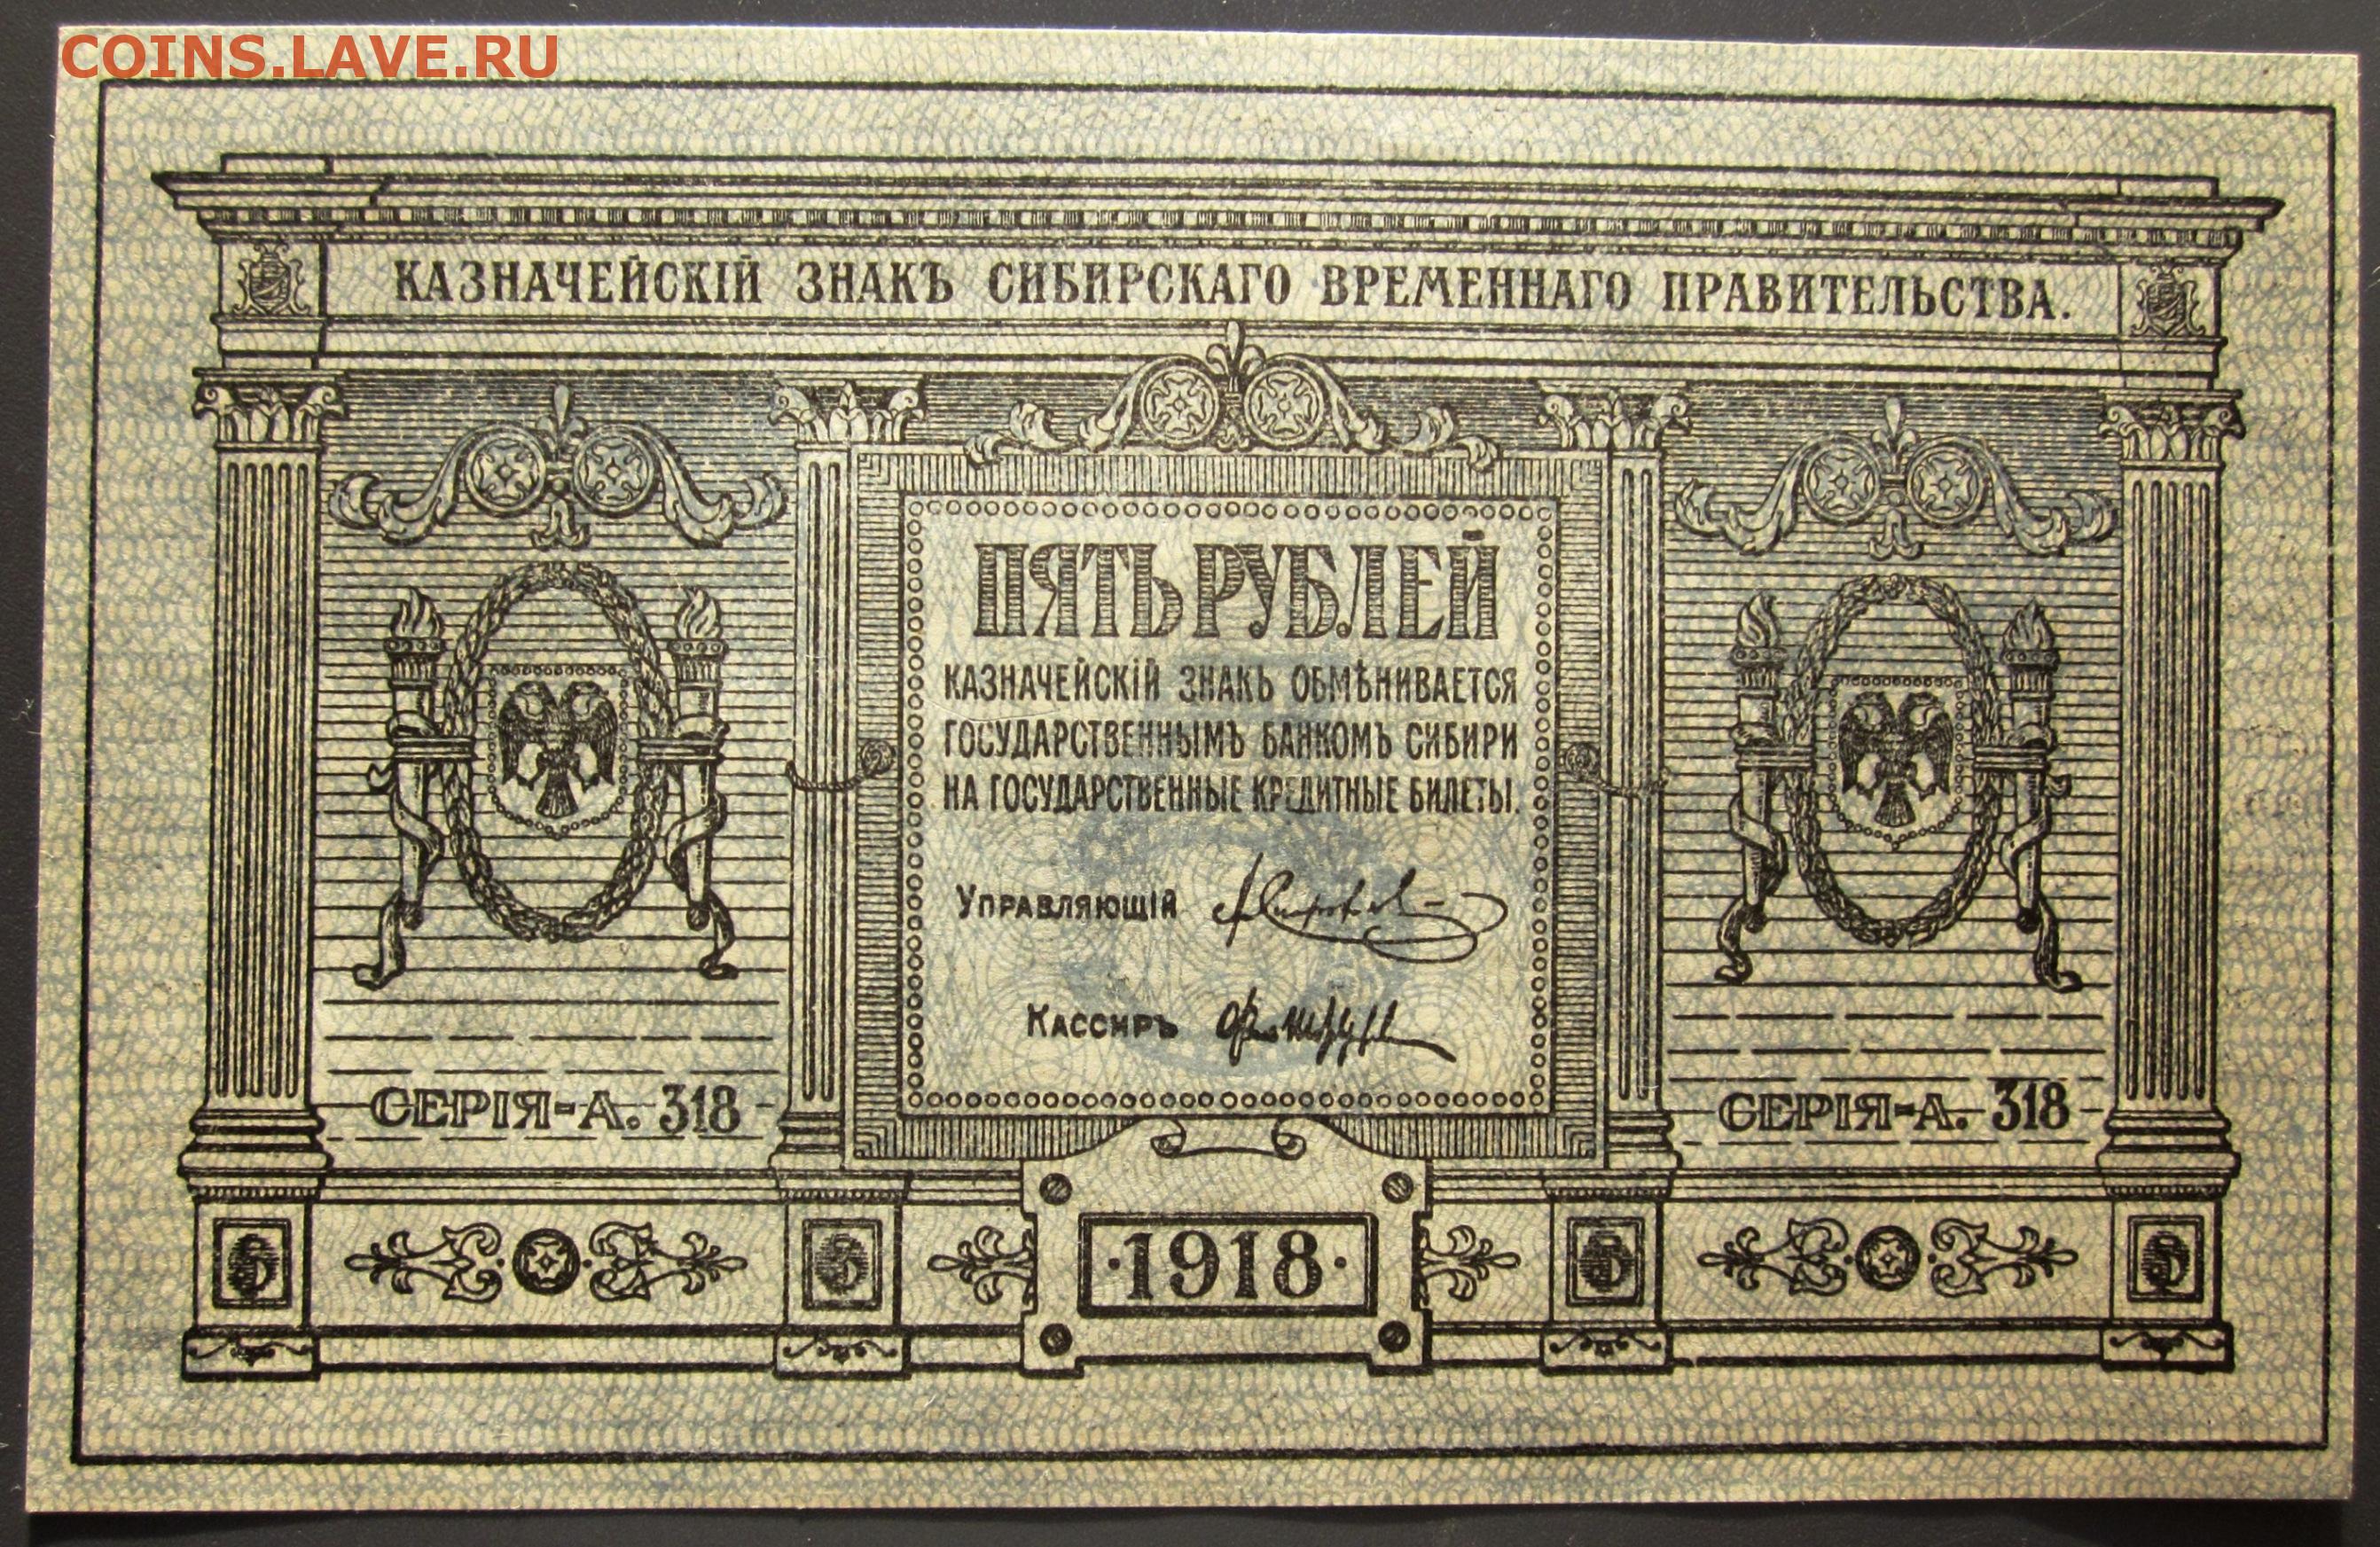 COINS.LAVE.RU
КАЗНАЧЕЙСКІЙ ЗНАКЪ СИБИРСКАГО ВРЕМЕННАГО ПРАВИТЕЛЬСТВА.
ПЯТЬ РУБЛЕЙ
КАЗНАЧЕЙСКІЙ ЗНАКЪ ОБМѢНИВАЕТСЯ
ГОСУДАРСТВЕННЫМЪ БАНКОМЪ СИБИРИ
НА ГОСУДАРСТВЕННЫЕ КРЕДИТНЫЕ БИЛЕТЫ.
УПРАВЛЯЮЩІЙ
КАССИРЪ
СЕРІЯ-А. 318
СЕРІЯ-А. 318
5 5 5 5
·1918·